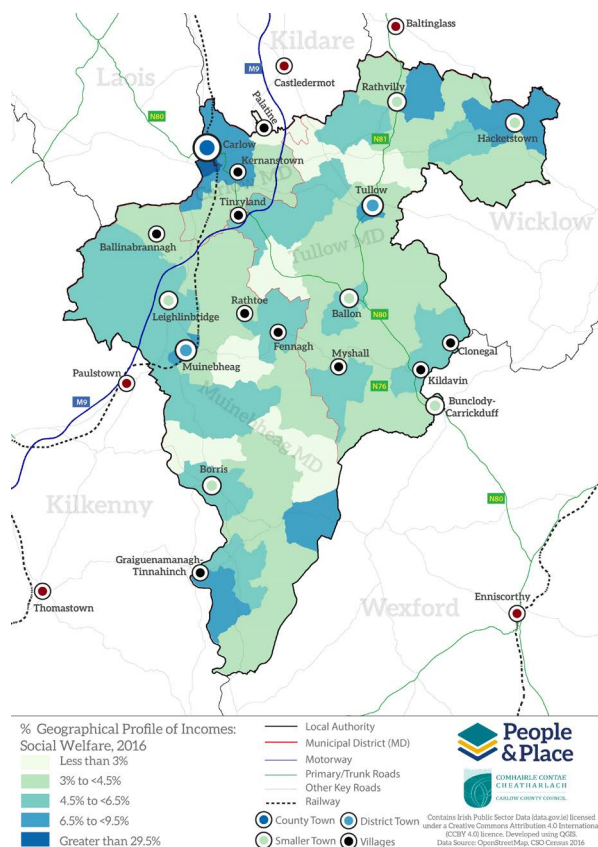 Baltinglass
Kildare
M9
Castledermot
Laois
Rathvilly
N80
Palatine
Hacketstown
N81
Carlow
Kernanstown
MD
Tullow
Tinryland
Wicklow
Ballinabrannagh
Tullow MD
Leighlinbridge
Rathtoe
Ballon
N80
Fennagh
Clonegal
Muinebheag
Myshall
Paulstown
Kildavin
N76
M9
Bunclody-
Carrickduff
Muinebheag MD
Borris
Kilkenny
N80
Graiguenamanagh-
Tinnahinch
Thomastown
Wexford
Enniscorthy
% Geographical Profile of Incomes:
Social Welfare, 2016
Less than 3%
3% to <4.5%
4.5% to <6.5%
6.5% to <9.5%
Greater than 29.5%
Local Authority
Municipal District (MD)
Motorway
Primary/Trunk Roads
Other Key Roads
Railway
County Town
District Town
Smaller Town
Villages
People
& Place
COMHAIRLE CONTAE
CHEATHARLACH
CARLOW COUNTY COUNCIL
Contains Irish Public Sector Data (data.gov.ie) licensed
under a Creative Commons Attribution 4.0 Internationa
(CCBY 4.0) licence. Developed using QGIS.
Data Source: OpenStreetMap, CSO Census 2016